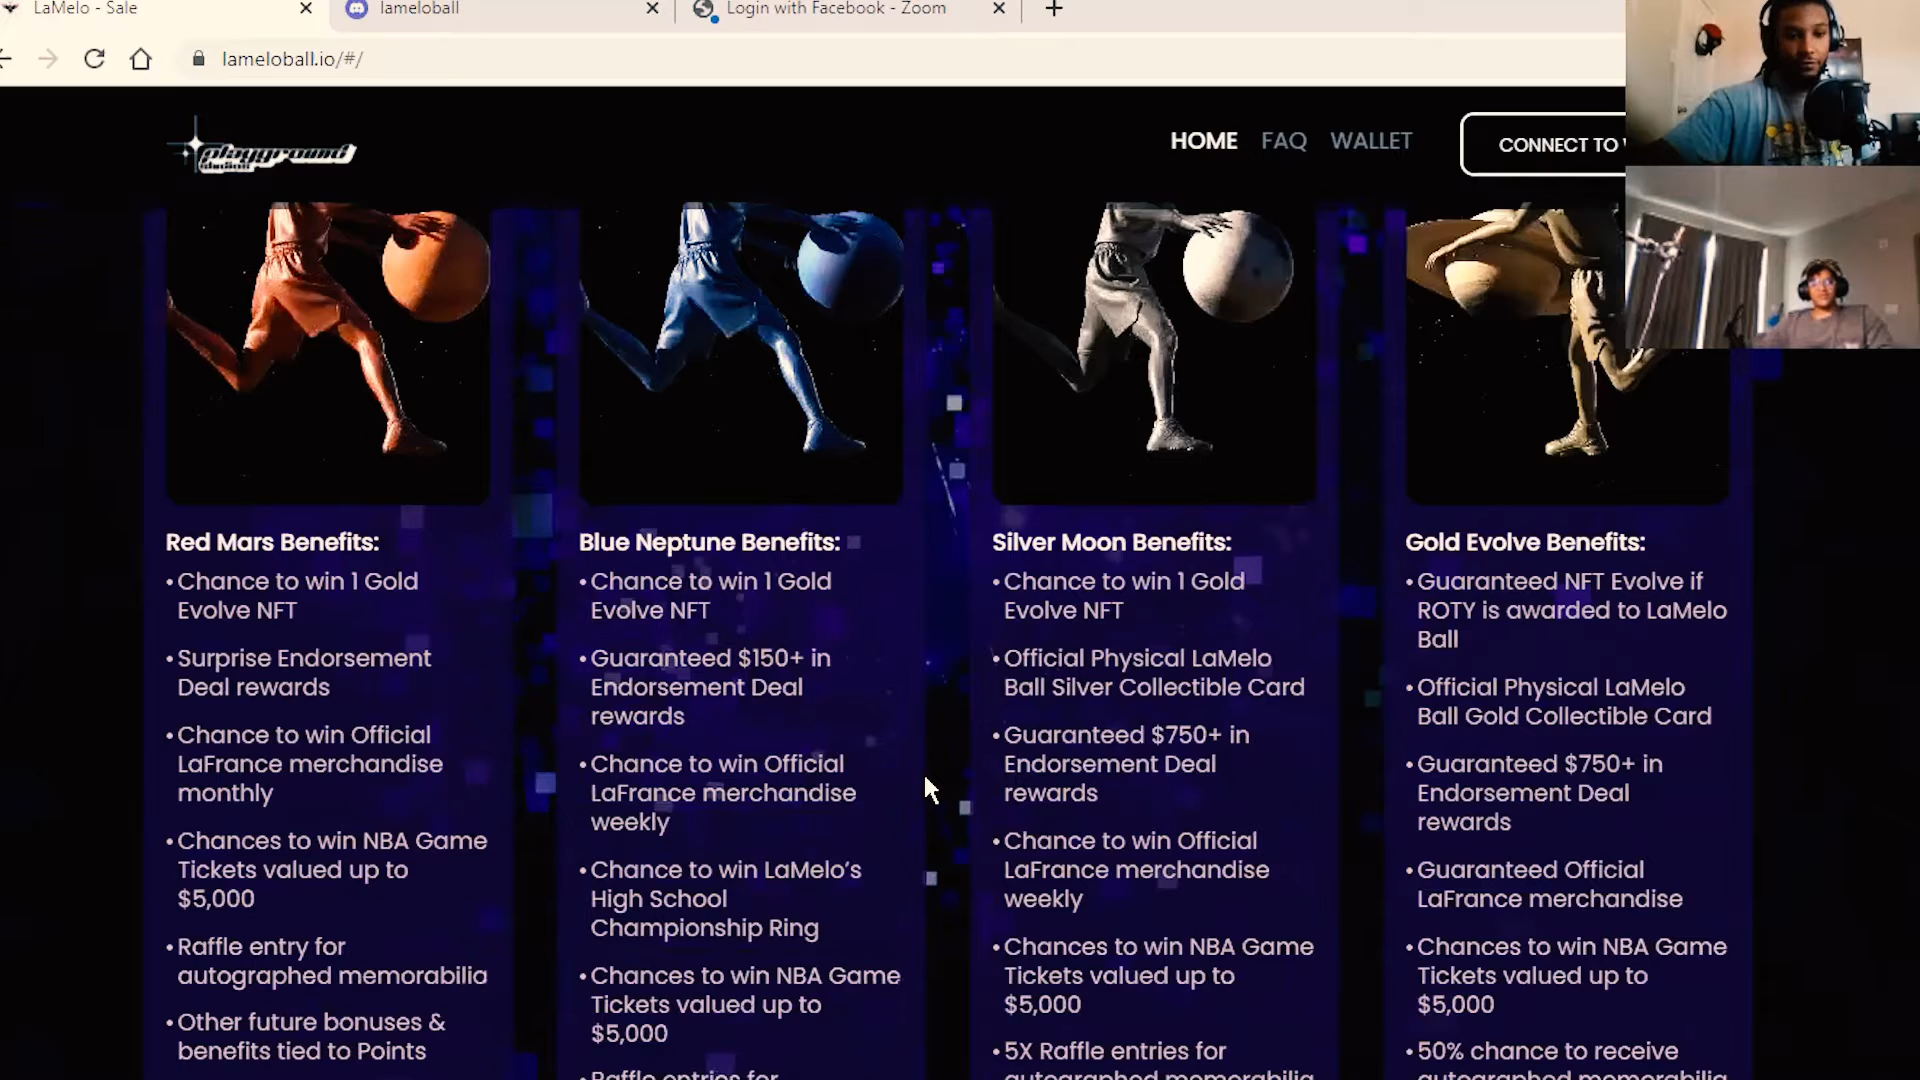 LaMelo - Sale
lameloball
Login with Facebook - Zoom
lameloball.io/#/
playground
HOME
FAQ
WALLET
CONNECT TO
Red Mars Benefits:
• Chance to win 1 Gold
Evolve NFT
• Surprise Endorsement
Deal rewards
• Chance to win Official
LaFrance merchandise
monthly
• Chances to win NBA Game
Tickets valued up to
$5,000
• Raffle entry for
autographed memorabilia
• Other future bonuses &
benefits tied to Points
Blue Neptune Benefits:
• Chance to win 1 Gold
Evolve NFT
• Guaranteed $150+ in
Endorsement Deal
rewards
• Chance to win Official
LaFrance merchandise
weekly
• Chance to win LaMelo’s
High School
Championship Ring
• Chances to win NBA Game
Tickets valued up to
$5,000
• Raffle entries for
Silver Moon Benefits:
• Chance to win 1 Gold
Evolve NFT
• Official Physical LaMelo
Ball Silver Collectible Card
• Guaranteed $750+ in
Endorsement Deal
rewards
• Chance to win Official
LaFrance merchandise
weekly
• Chances to win NBA Game
Tickets valued up to
$5,000
• 5X Raffle entries for
autographed memorabilia
Gold Evolve Benefits:
• Guaranteed NFT Evolve if
ROTY is awarded to LaMelo
Ball
• Official Physical LaMelo
Ball Gold Collectible Card
• Guaranteed $750+ in
Endorsement Deal
rewards
• Guaranteed Official
LaFrance merchandise
• Chances to win NBA Game
Tickets valued up to
$5,000
• 50% chance to receive
autographed memorabilia